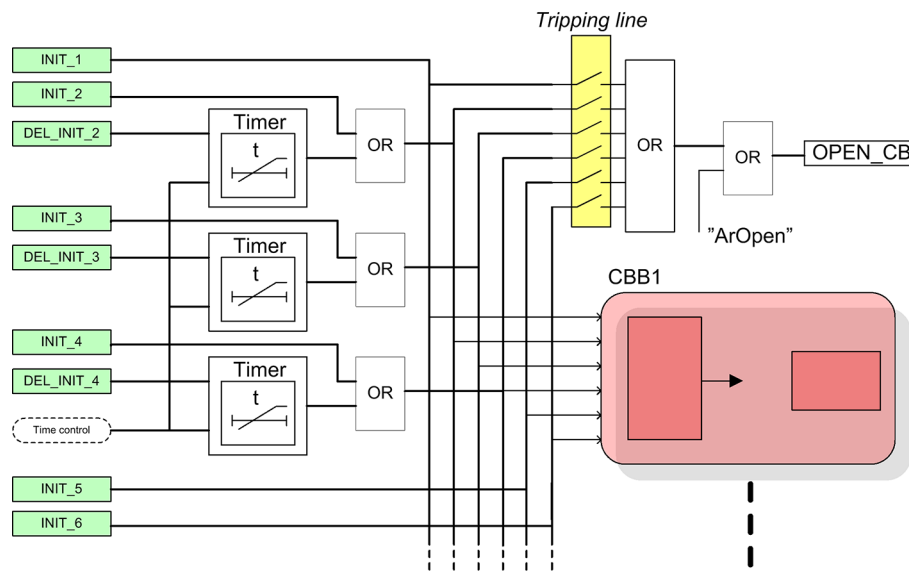 Tripping line
INIT_1
INIT_2
DEL_INIT_2
Timer
t
OR
OR
OR
OPEN_CB
INIT_3
DEL_INIT_3
Timer
t
OR
”ArOpen”
CBB1
INIT_4
DEL_INIT_4
Timer
t
OR
Time control
INIT_5
INIT_6